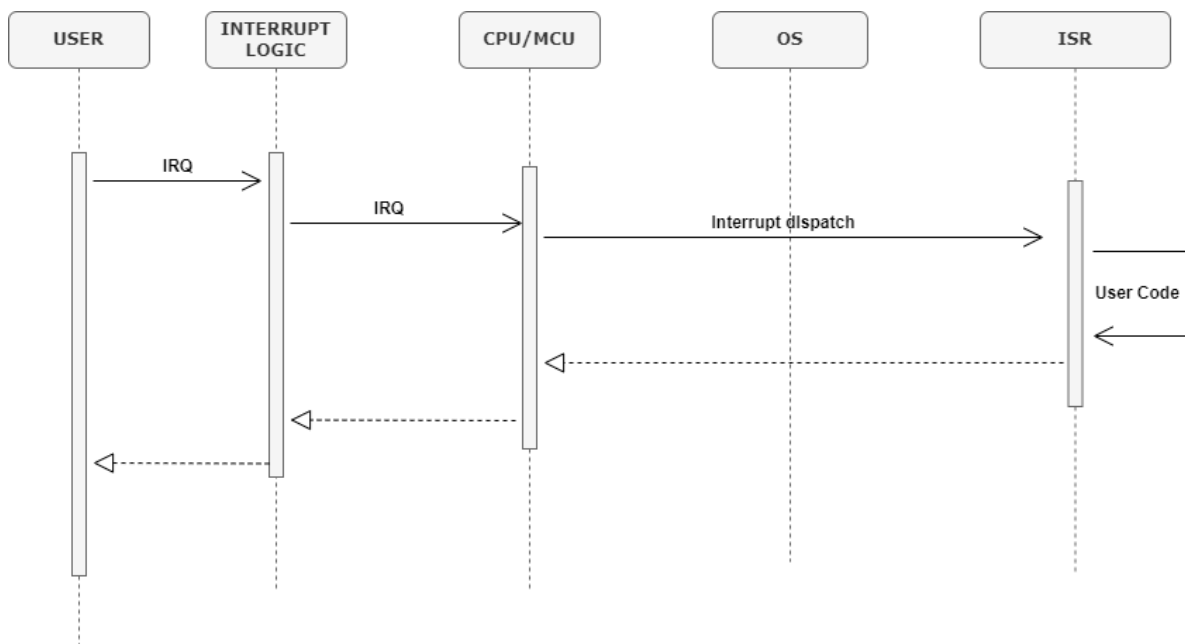 USER
INTERRUPT
LOGIC
CPU/MCU
OS
ISR
IRQ
IRQ
Interrupt dIspatch
User Code